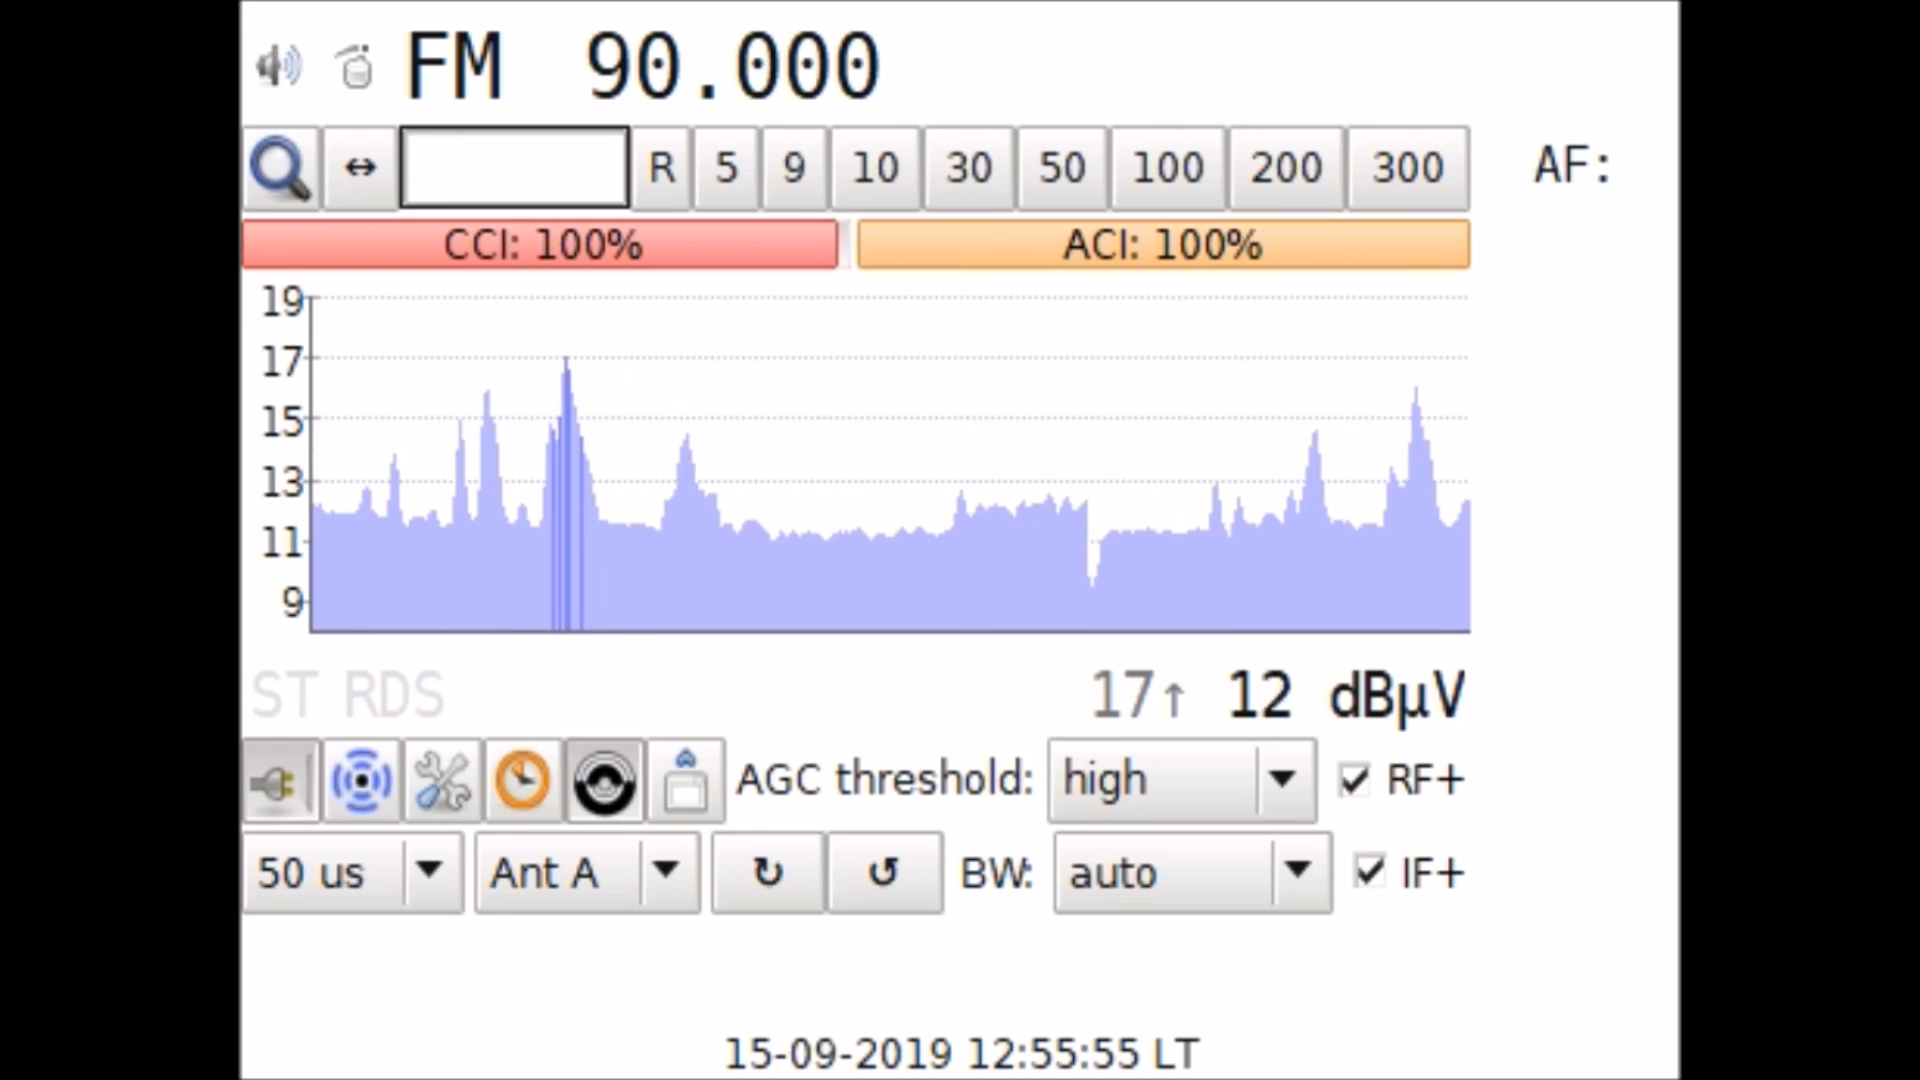 FM 90.000
↔ R 5 9 10 30 50 100 200 300 AF:
CCI: 100% ACI: 100%
19
17
15
13
11
9
ST RDS 17↑ 12 dBµV
AGC threshold: high RF+
50 us Ant A ↻ ↺ BW: auto IF+
15-09-2019 12:55:55 LT